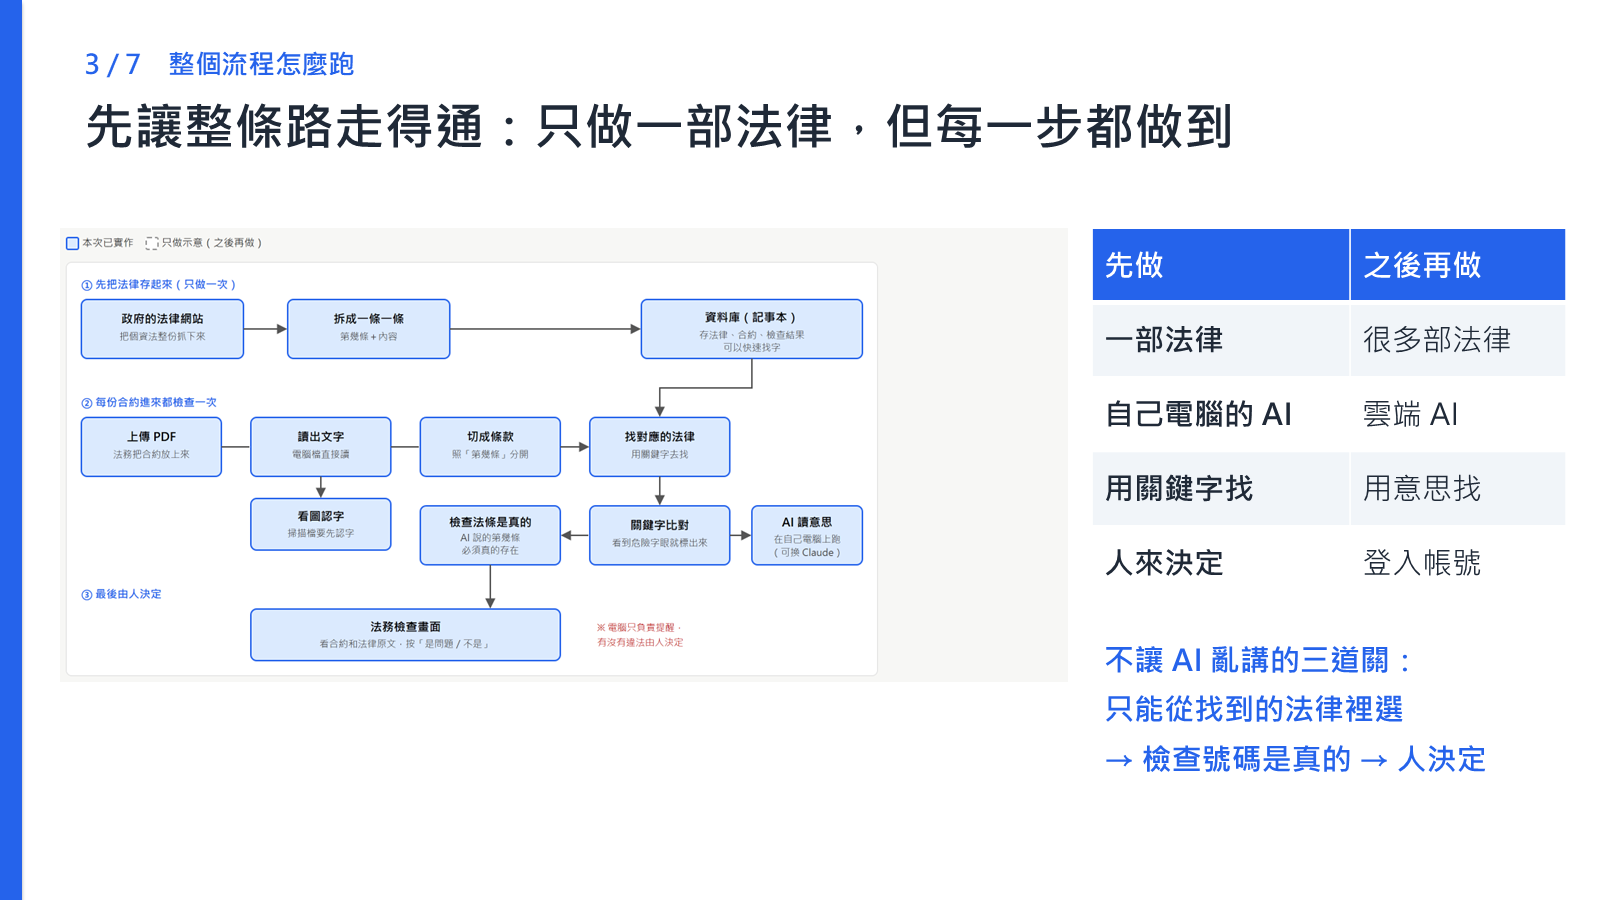 3 / 7　整個流程怎麼跑
先讓整條路走得通：只做一部法律，但每一步都做到
本次已實作
只做示意（之後再做）
① 先把法律存起來（只做一次）
政府的法律網站
把個資法整份抓下來
拆成一條一條
第幾條 + 內容
資料庫（記事本）
存法律、合約、檢查結果
可以快速找字
② 每份合約進來都檢查一次
上傳 PDF
法務把合約放上來
讀出文字
電腦檔直接讀
切成條款
照「第幾條」分開
找對應的法律
用關鍵字去找
看圖認字
掃描檔要先認字
檢查法條是真的
AI 說的第幾條
必須真的存在
關鍵字比對
看到危險字眼就標出來
AI 讀意思
在自己電腦上跑
（可換 Claude）
③ 最後由人決定
法務檢查畫面
看合約和法律原文，按「是問題 / 不是」
※ 電腦只負責提醒，
有沒有違法由人決定
先做　之後再做
一部法律　很多部法律
自己電腦的 AI　雲端 AI
用關鍵字找　用意思找
人來決定　登入帳號
不讓 AI 亂講的三道關：
只能從找到的法律裡選
→ 檢查號碼是真的 → 人決定